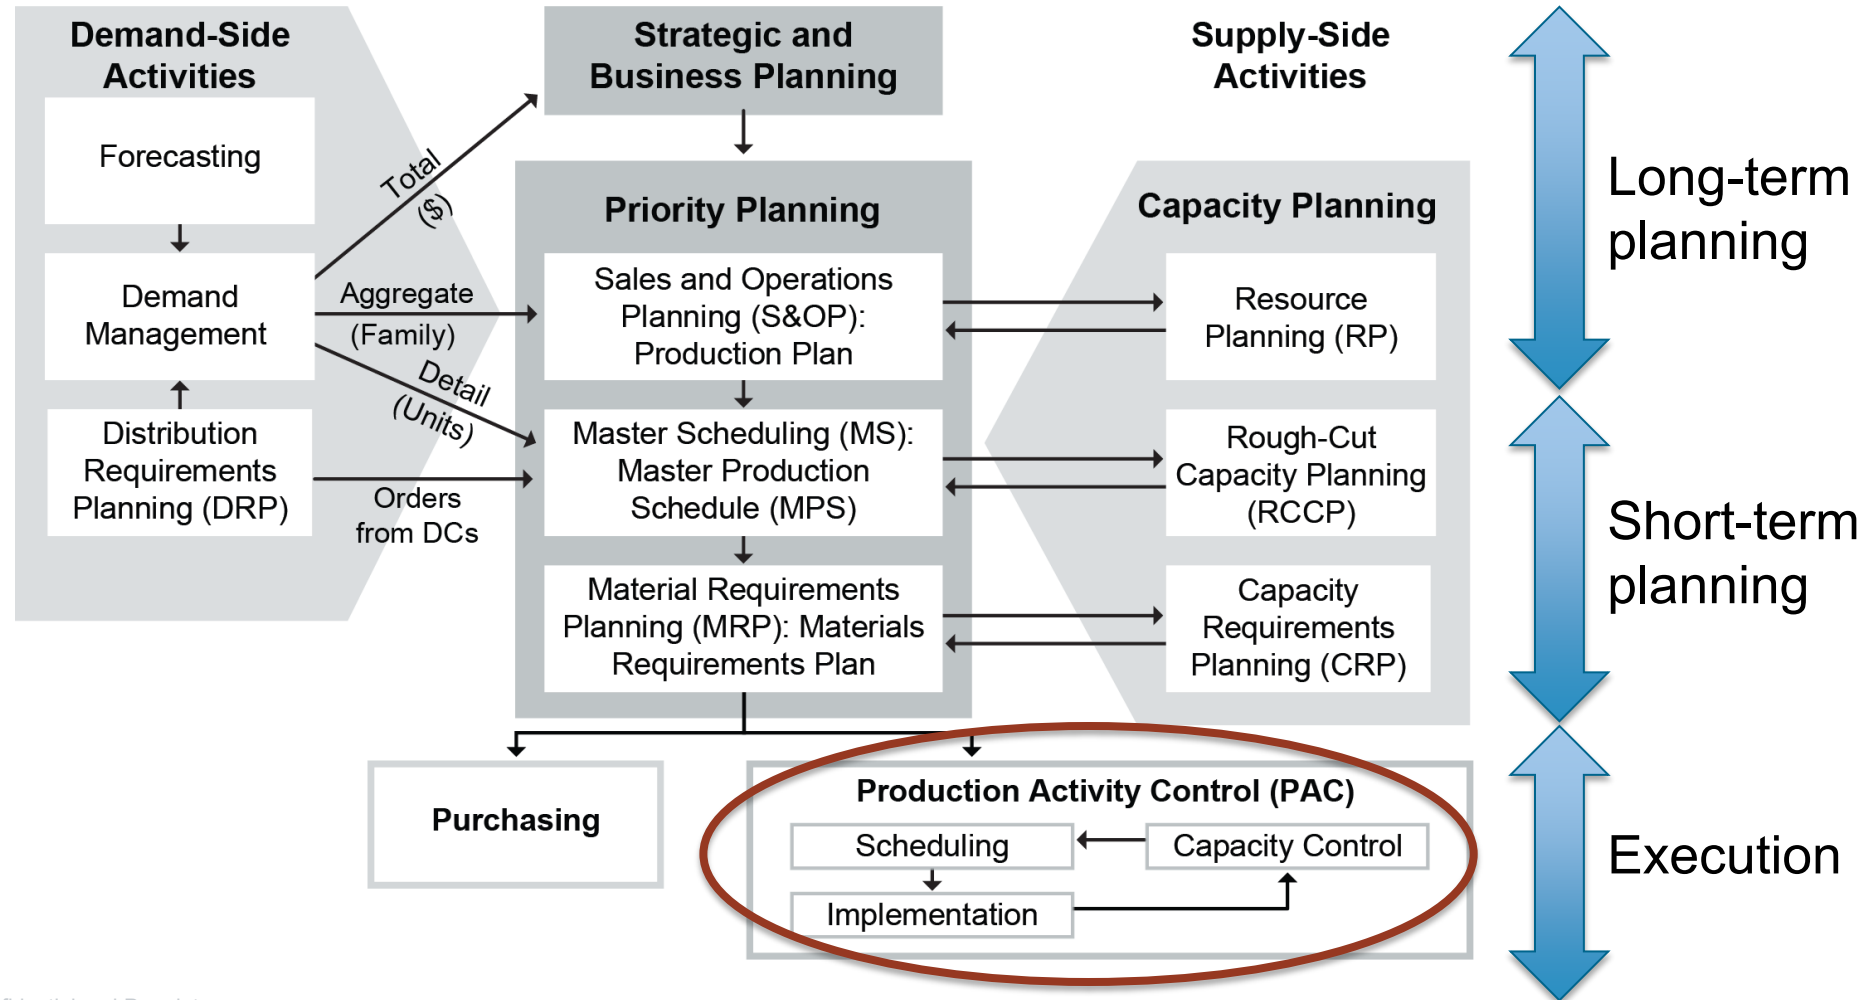 Demand-Side
Activities
Forecasting
Demand
Management
Distribution
Requirements
Planning (DRP)
Total
($)
Aggregate
(Family)
Detail
(Units)
Orders
from DCs
Strategic and
Business Planning
Priority Planning
Sales and Operations
Planning (S&OP):
Production Plan
Master Scheduling (MS):
Master Production
Schedule (MPS)
Material Requirements
Planning (MRP): Materials
Requirements Plan
Supply-Side
Activities
Capacity Planning
Resource
Planning (RP)
Rough-Cut
Capacity Planning
(RCCP)
Capacity
Requirements
Planning (CRP)
Purchasing
Production Activity Control (PAC)
Scheduling
Capacity Control
Implementation
Long-term
planning
Short-term
planning
Execution